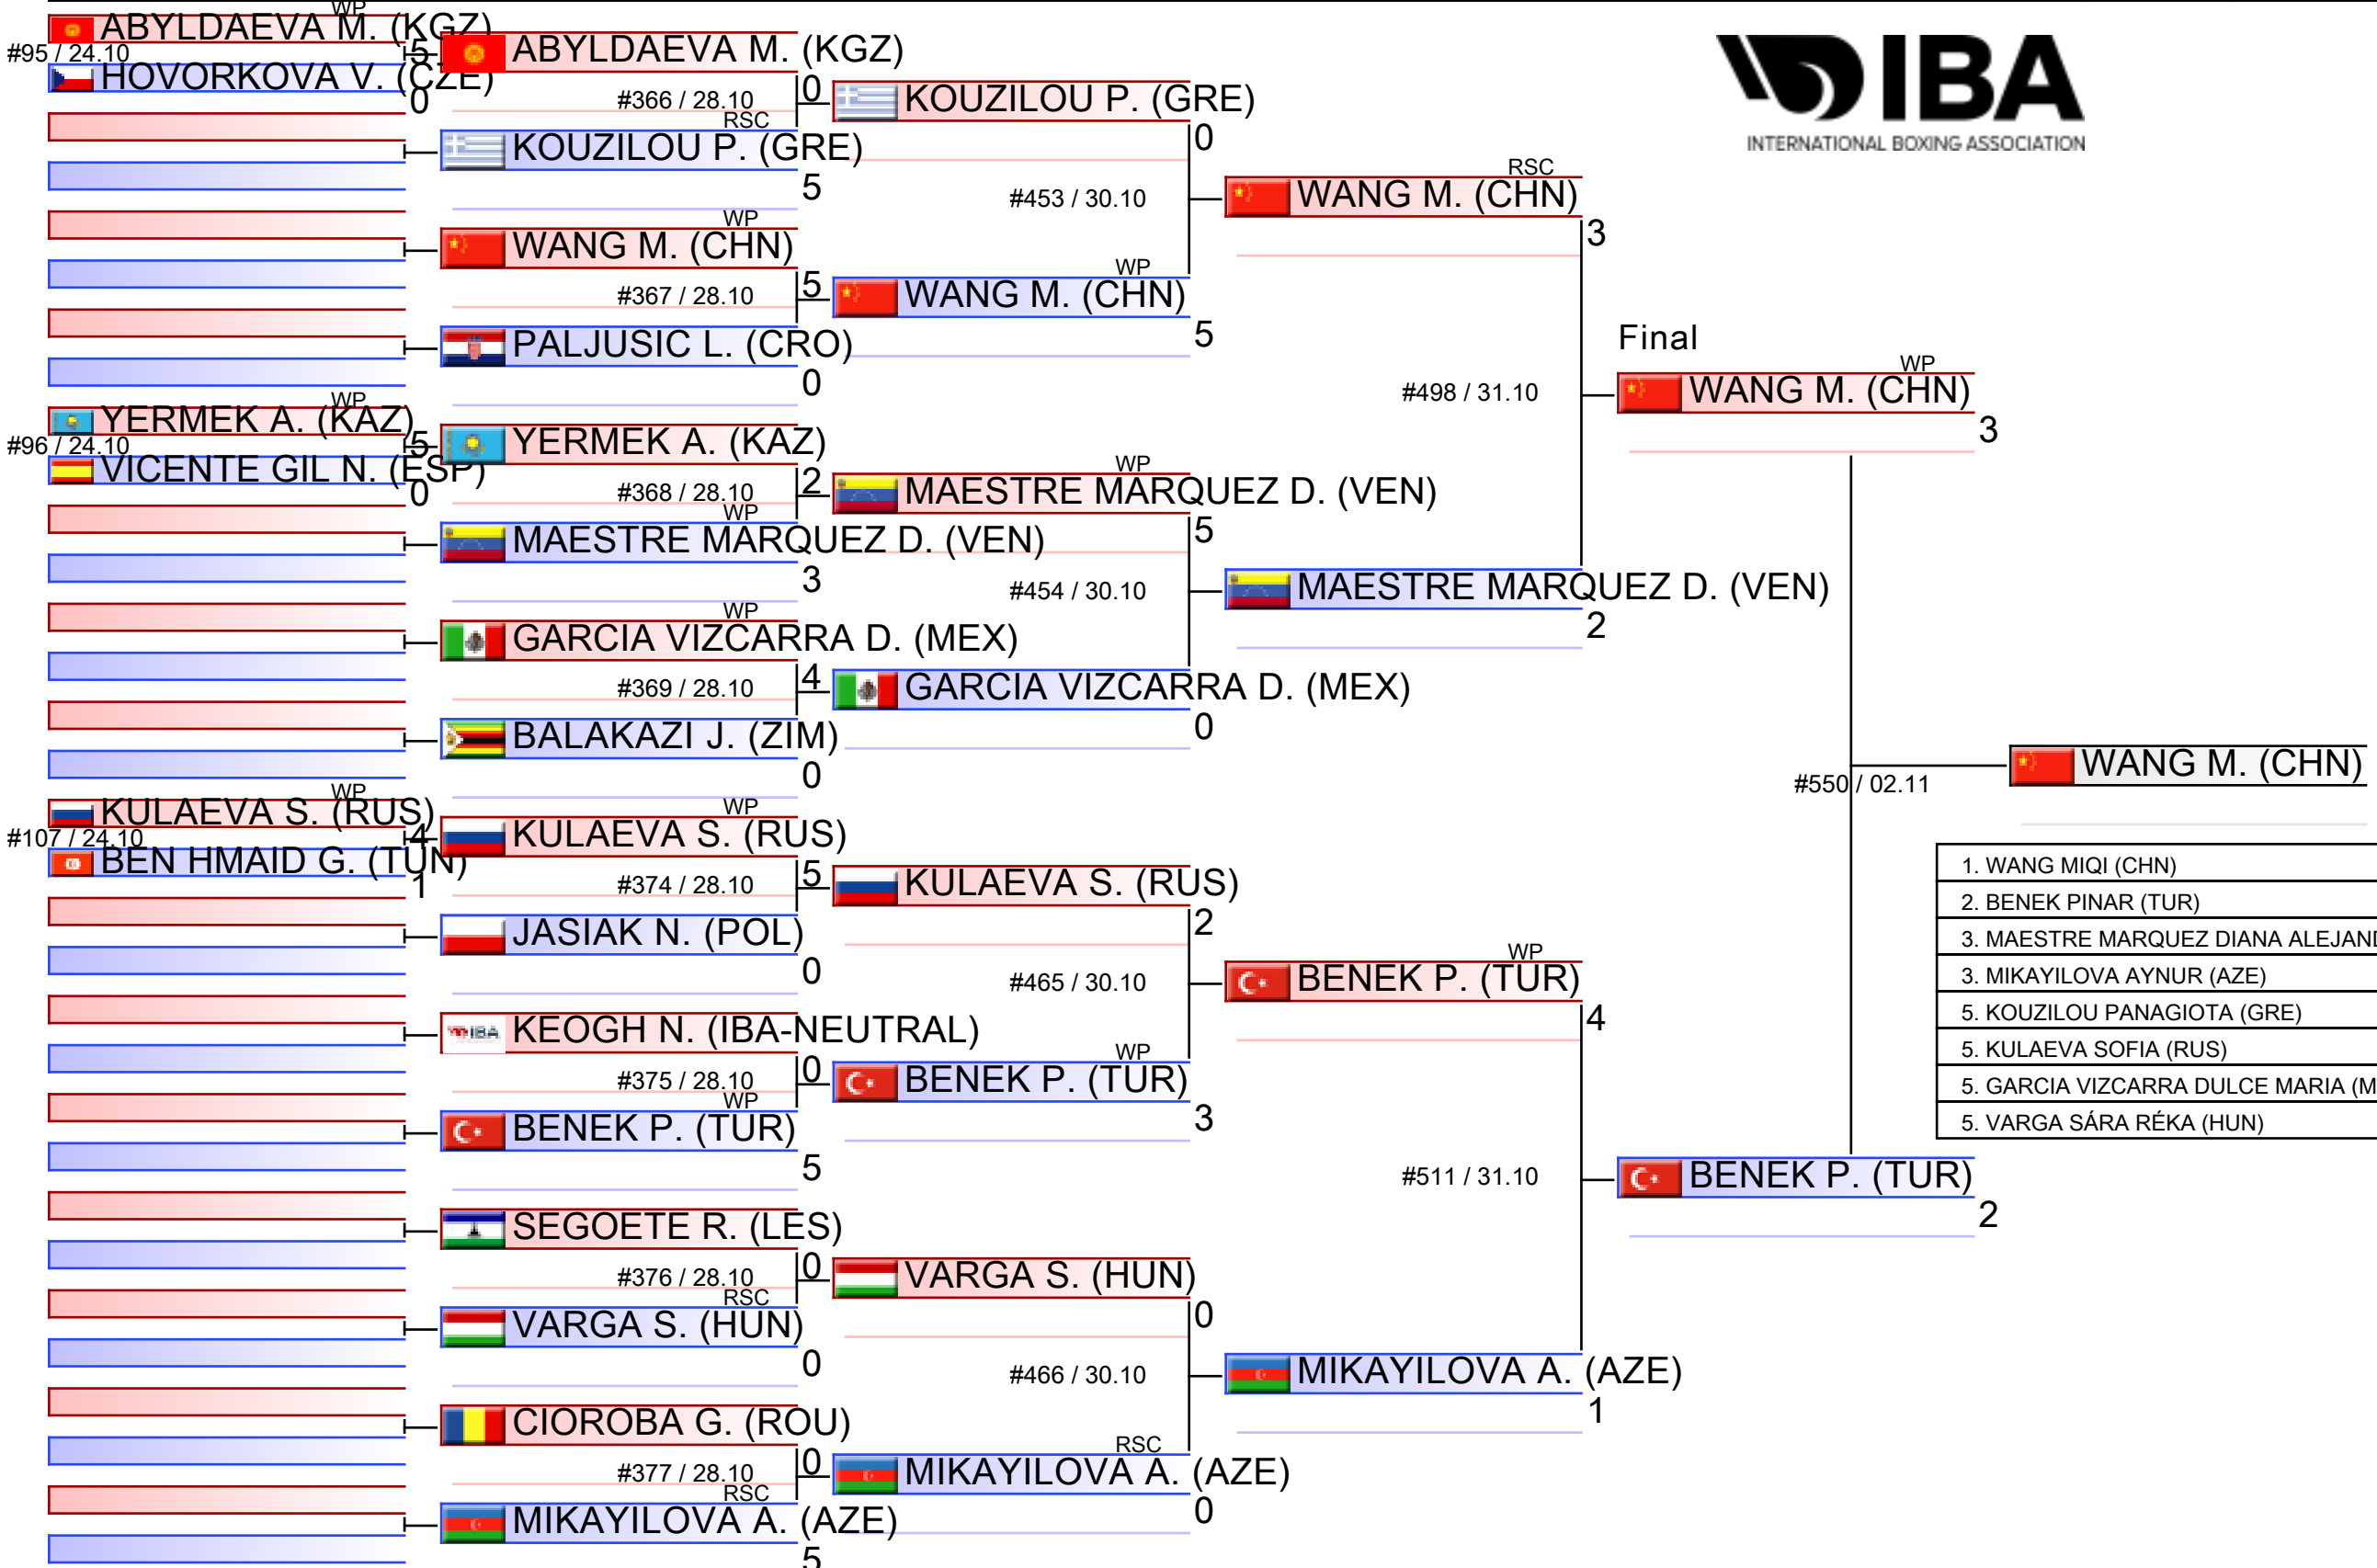 IBA
INTERNATIONAL BOXING ASSOCIATION
WP
ABYLDAEVA M. (KGZ)
5
#95 / 24.10
HOVORKOVA V. (CZE)
0
WP
YERMEK A. (KAZ)
5
#96 / 24.10
VICENTE GIL N. (ESP)
0
WP
KULAEVA S. (RUS)
4
#107 / 24.10
BEN HMAID G. (TUN)
1
ABYLDAEVA M. (KGZ)
0
#366 / 28.10
RSC
KOUZILOU P. (GRE)
5
WP
WANG M. (CHN)
5
#367 / 28.10
PALJUSIC L. (CRO)
0
YERMEK A. (KAZ)
2
#368 / 28.10
WP
MAESTRE MARQUEZ D. (VEN)
3
WP
GARCIA VIZCARRA D. (MEX)
4
#369 / 28.10
BALAKAZI J. (ZIM)
0
WP
KULAEVA S. (RUS)
5
#374 / 28.10
JASIAK N. (POL)
0
IBA
KEOGH N. (IBA-NEUTRAL)
0
#375 / 28.10
WP
BENEK P. (TUR)
5
SEGOETE R. (LES)
0
#376 / 28.10
RSC
VARGA S. (HUN)
0
CIOROBA G. (ROU)
0
#377 / 28.10
RSC
MIKAYILOVA A. (AZE)
5
KOUZILOU P. (GRE)
0
#453 / 30.10
WP
WANG M. (CHN)
5
WP
MAESTRE MARQUEZ D. (VEN)
5
#454 / 30.10
GARCIA VIZCARRA D. (MEX)
0
KULAEVA S. (RUS)
2
#465 / 30.10
WP
BENEK P. (TUR)
3
VARGA S. (HUN)
0
#466 / 30.10
RSC
MIKAYILOVA A. (AZE)
0
RSC
WANG M. (CHN)
3
#498 / 31.10
MAESTRE MARQUEZ D. (VEN)
2
WP
BENEK P. (TUR)
4
#511 / 31.10
MIKAYILOVA A. (AZE)
1
Final
WP
WANG M. (CHN)
3
#550 / 02.11
BENEK P. (TUR)
2
WANG M. (CHN)
1. WANG MIQI (CHN)
2. BENEK PINAR (TUR)
3. MAESTRE MARQUEZ DIANA
3. MIKAYILOVA AYNUR (AZE)
5. KOUZILOU PANAGIOTA (GRE)
5. KULAEVA SOFIA (RUS)
5. GARCIA VIZCARRA DULCE MARIA
5. VARGA SÁRA RÉKA (HUN)